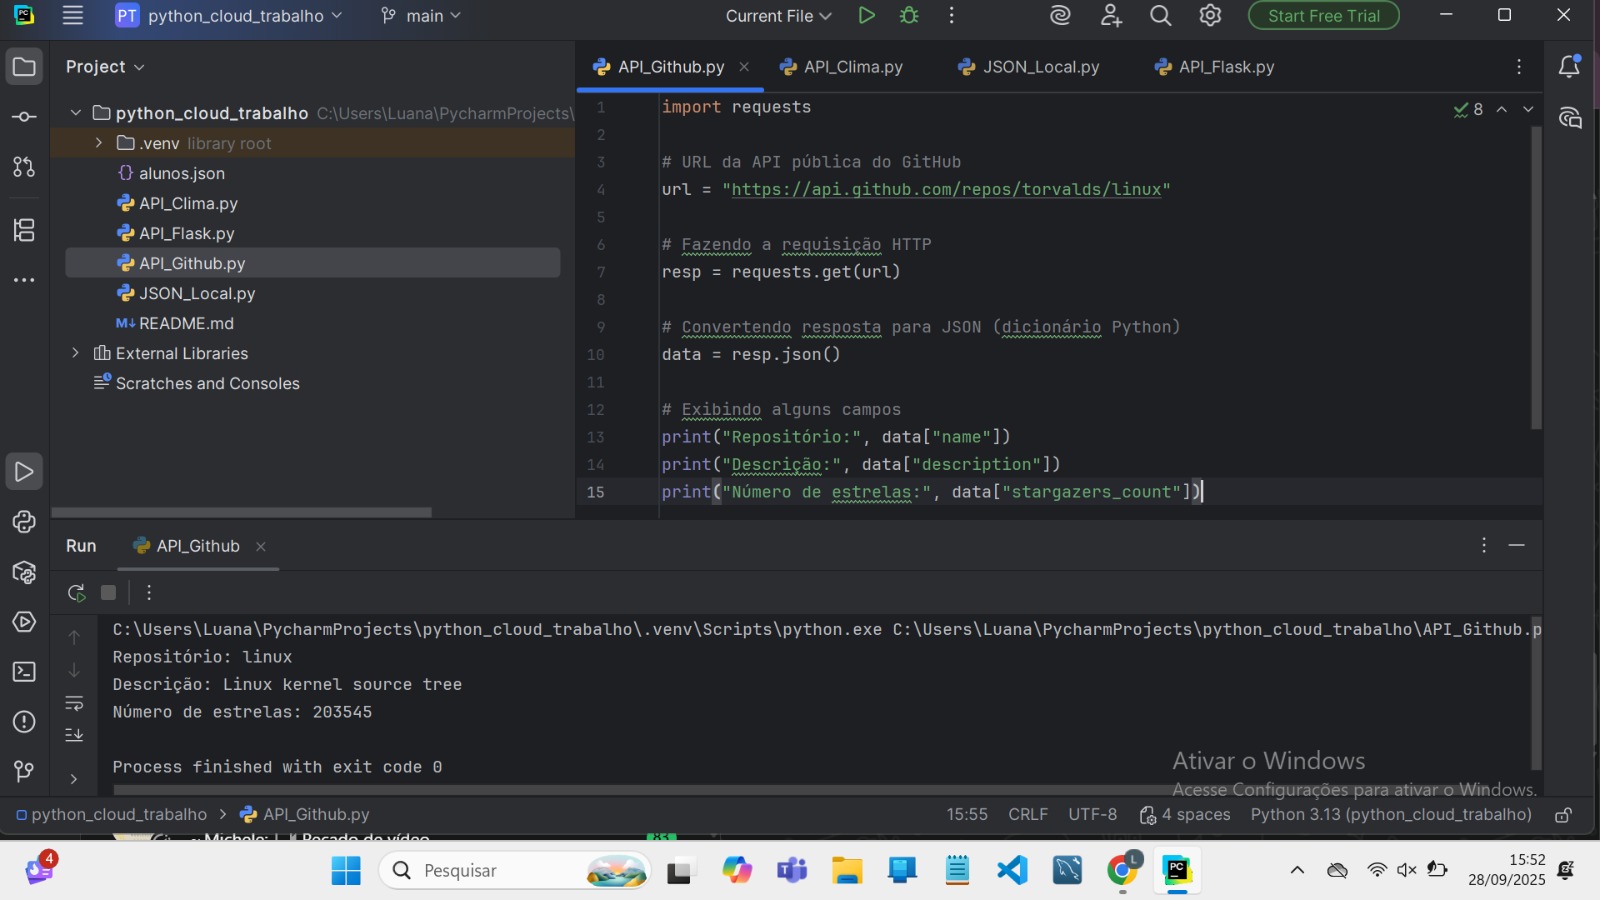 PC
PT python_cloud_trabalho main Current File Start Free Trial
Project
API_Github.py API_Clima.py JSON_Local.py API_Flask.py
python_cloud_trabalho C:\Users\Luana\PycharmProjects\
.venv library root
{} alunos.json
API_Clima.py
API_Flask.py
API_Github.py
JSON_Local.py
M↓ README.md
External Libraries
Scratches and Consoles
8
1 import requests
2
3 # URL da API pública do GitHub
4 url = "https://api.github.com/repos/torvalds/linux"
5
6 # Fazendo a requisição HTTP
7 resp = requests.get(url)
8
9 # Convertendo resposta para JSON (dicionário Python)
10 data = resp.json()
11
12 # Exibindo alguns campos
13 print("Repositório:", data["name"])
14 print("Descrição:", data["description"])
15 print("Número de estrelas:", data["stargazers_count"])
Run API_Github
C:\Users\Luana\PycharmProjects\python_cloud_trabalho\.venv\Scripts\python.exe C:\Users\Luana\PycharmProjects\python_cloud_trabalho\API_Github.p
Repositório: linux
Descrição: Linux kernel source tree
Número de estrelas: 203545
Process finished with exit code 0
Ativar o Windows
Acesse Configurações para ativar o Windows.
python_cloud_trabalho > API_Github.py 15:55 CRLF UTF-8 4 spaces Python 3.13 (python_cloud_trabalho)
~ Michele: Recado de vídeo 83
4
Pesquisar
L
PC
15:52
28/09/2025